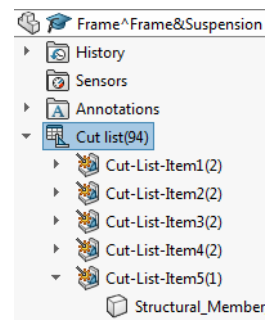 Frame^Frame&Suspension
History
Sensors
A Annotations
Cut list(94)
Cut-List-Item1(2)
Cut-List-Item2(2)
Cut-List-Item3(2)
Cut-List-Item4(2)
Cut-List-Item5(1)
Structural_Member